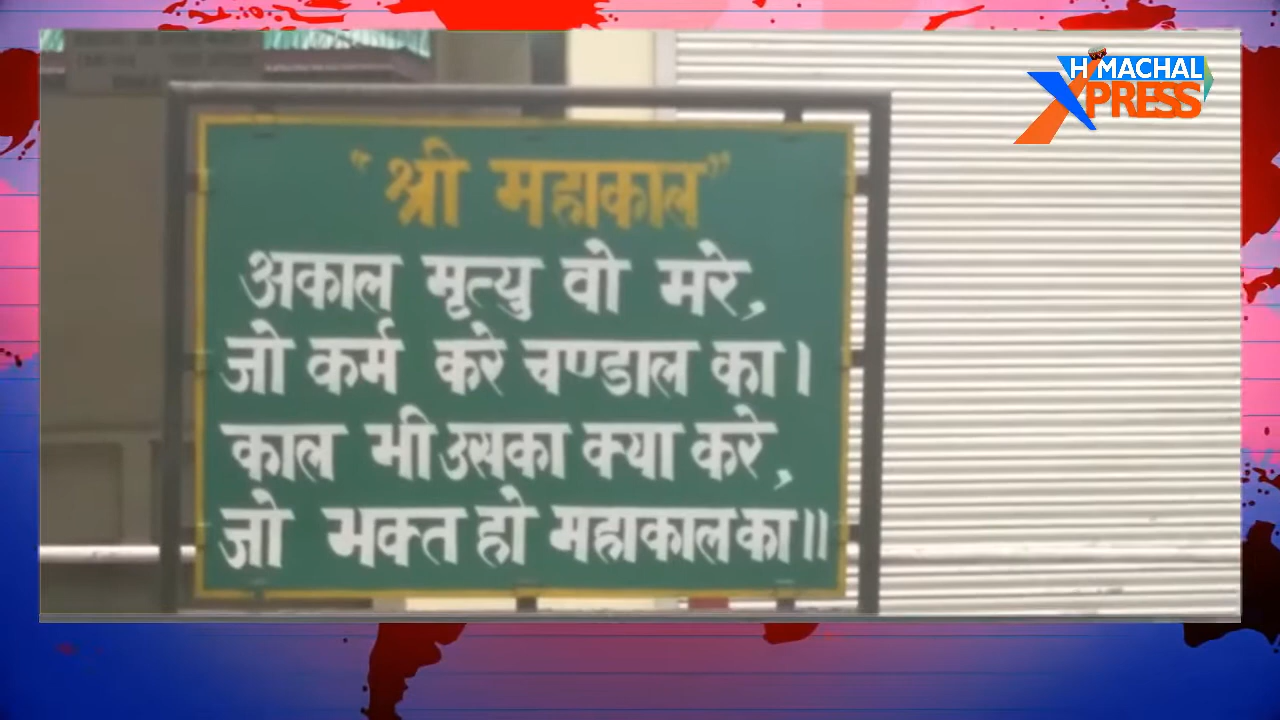 HIMACHAL
XPRESS
"श्री महाकाल"
अकाल मृत्यु वो मरे,
जो कर्म करे चण्डाल का।
काल भी उसका क्या करे,
जो भक्त हो महाकाल का॥